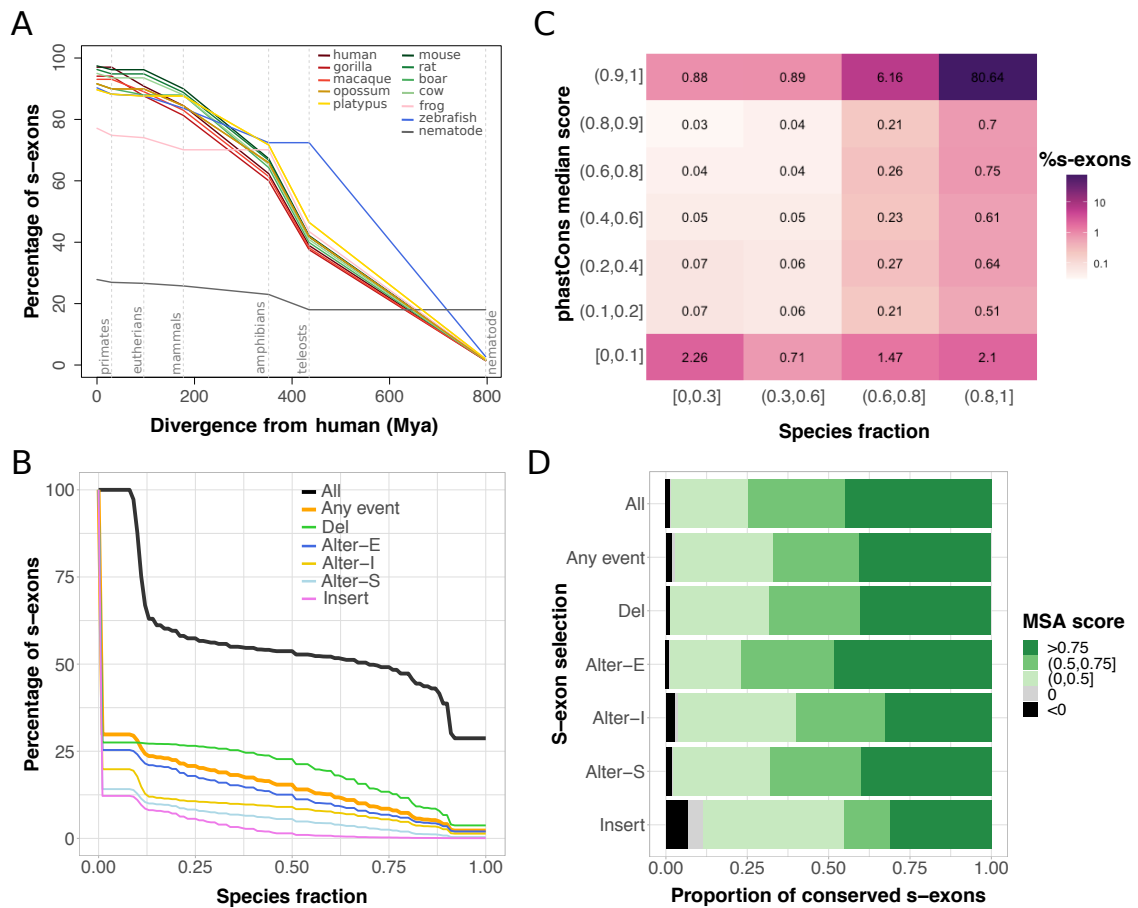 A
Percentage of s−exons
100
80
60
40
20
0
human
gorilla
macaque
opossum
platypus
mouse
rat
boar
cow
frog
zebrafish
nematode
primates
eutherians
mammals
amphibians
teleosts
nematode
0 200 400 600 800
Divergence from human (Mya)
C
phastCons median score
(0.9,1] 0.88 0.89 6.16 80.64
(0.8,0.9] 0.03 0.04 0.21 0.7
(0.6,0.8] 0.04 0.04 0.26 0.75
(0.4,0.6] 0.05 0.05 0.23 0.61
(0.2,0.4] 0.07 0.06 0.27 0.64
(0.1,0.2] 0.07 0.06 0.21 0.51
[0,0.1] 2.26 0.71 1.47 2.1
[0,0.3] (0.3,0.6] (0.6,0.8] (0.8,1]
Species fraction
%s−exons
10
1
0.1
B
Percentage of s−exons
100
75
50
25
0
All
Any event
Del
Alter−E
Alter−I
Alter−S
Insert
0.00 0.25 0.50 0.75 1.00
Species fraction
D
S−exon selection
All
Any event
Del
Alter−E
Alter−I
Alter−S
Insert
0.00 0.25 0.50 0.75 1.00
Proportion of conserved s−exons
MSA score
>0.75
(0.5,0.75]
(0,0.5]
0
<0